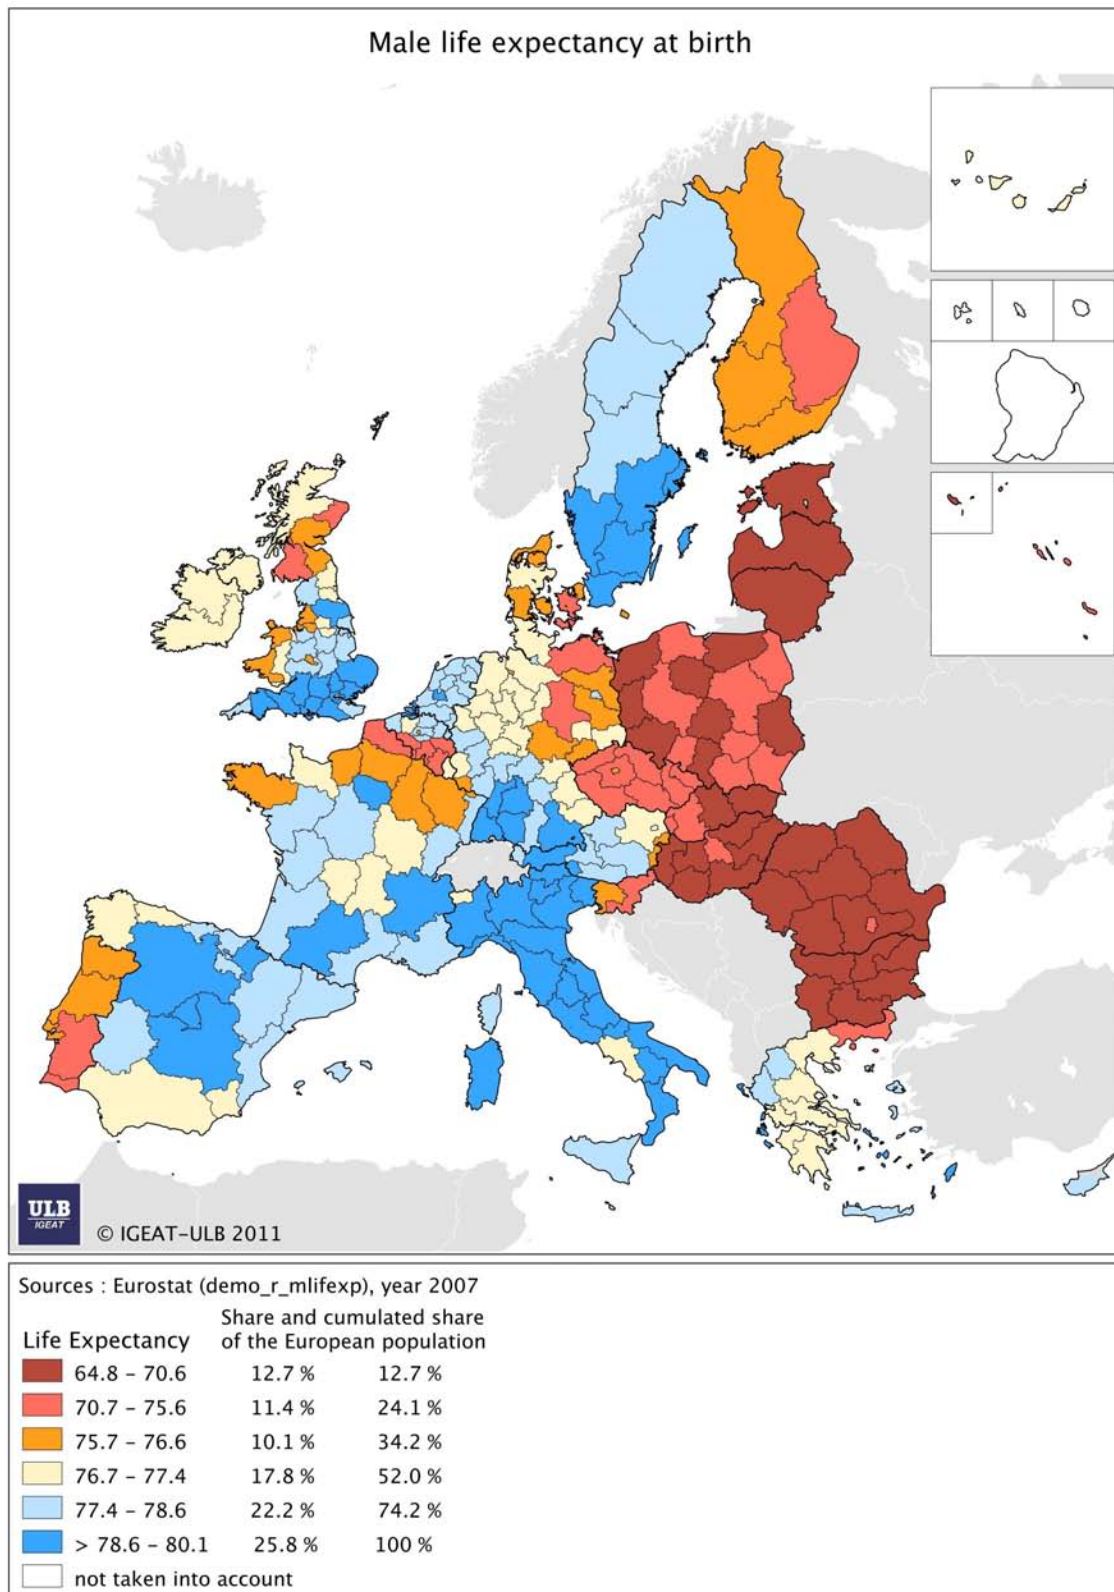 Male life expectancy at birth
ULB
IGEAT
© IGEAT-ULB 2011
Sources : Eurostat (demo_r_mlifexp), year 2007
Life Expectancy Share and cumulated share of the European population
64.8 - 70.6 12.7 % 12.7 %
70.7 - 75.6 11.4 % 24.1 %
75.7 - 76.6 10.1 % 34.2 %
76.7 - 77.4 17.8 % 52.0 %
77.4 - 78.6 22.2 % 74.2 %
> 78.6 - 80.1 25.8 % 100 %
not taken into account